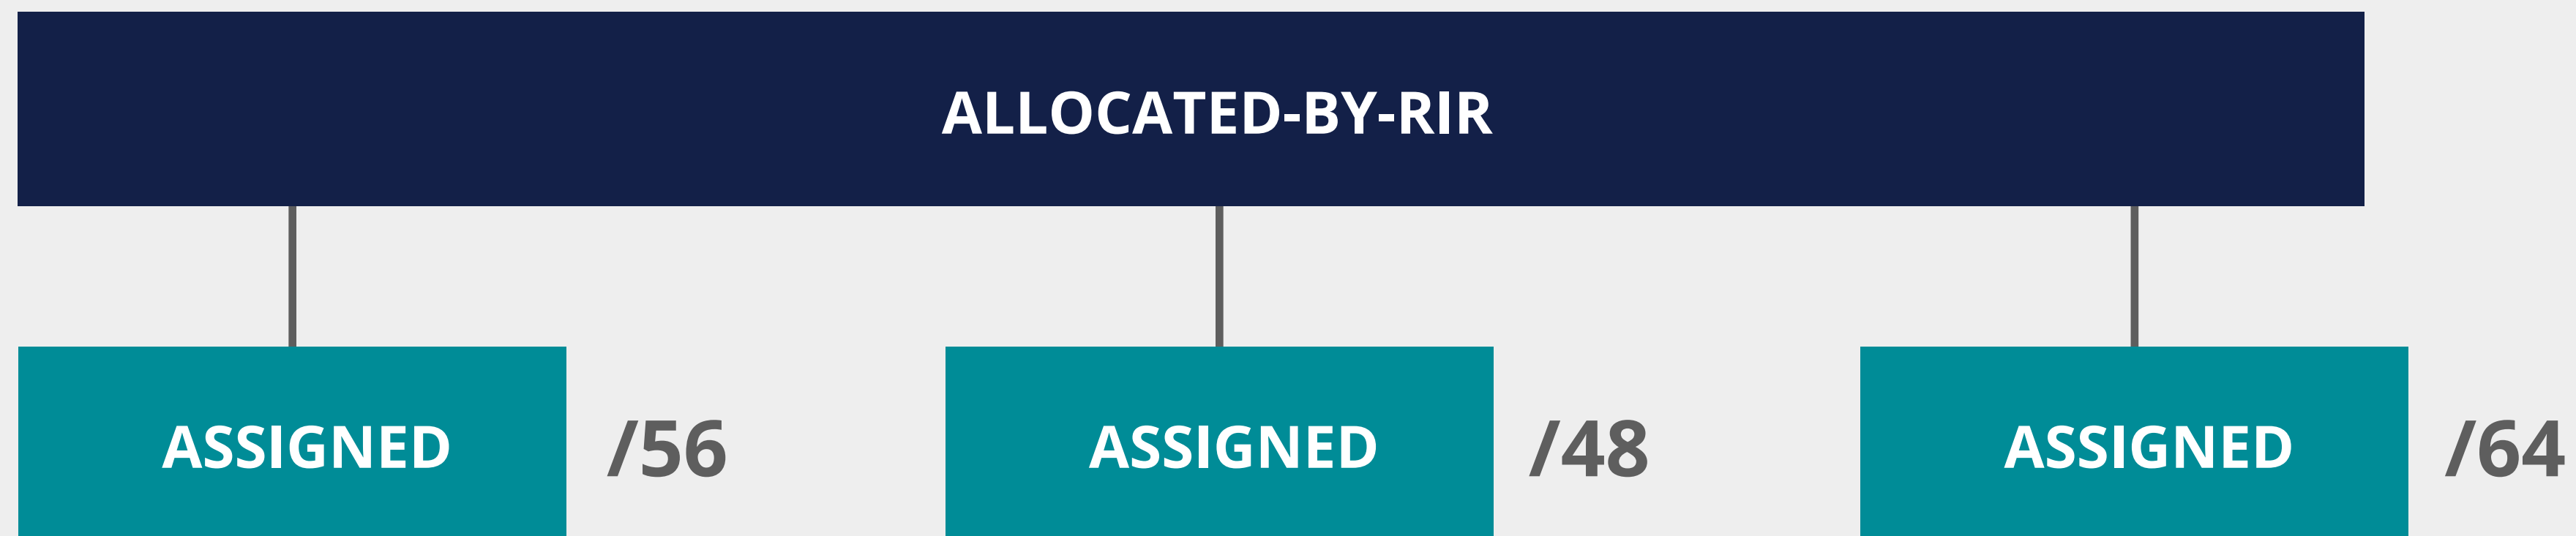 ALLOCATED-BY-RIR
ASSIGNED /56 ASSIGNED /48 ASSIGNED /64